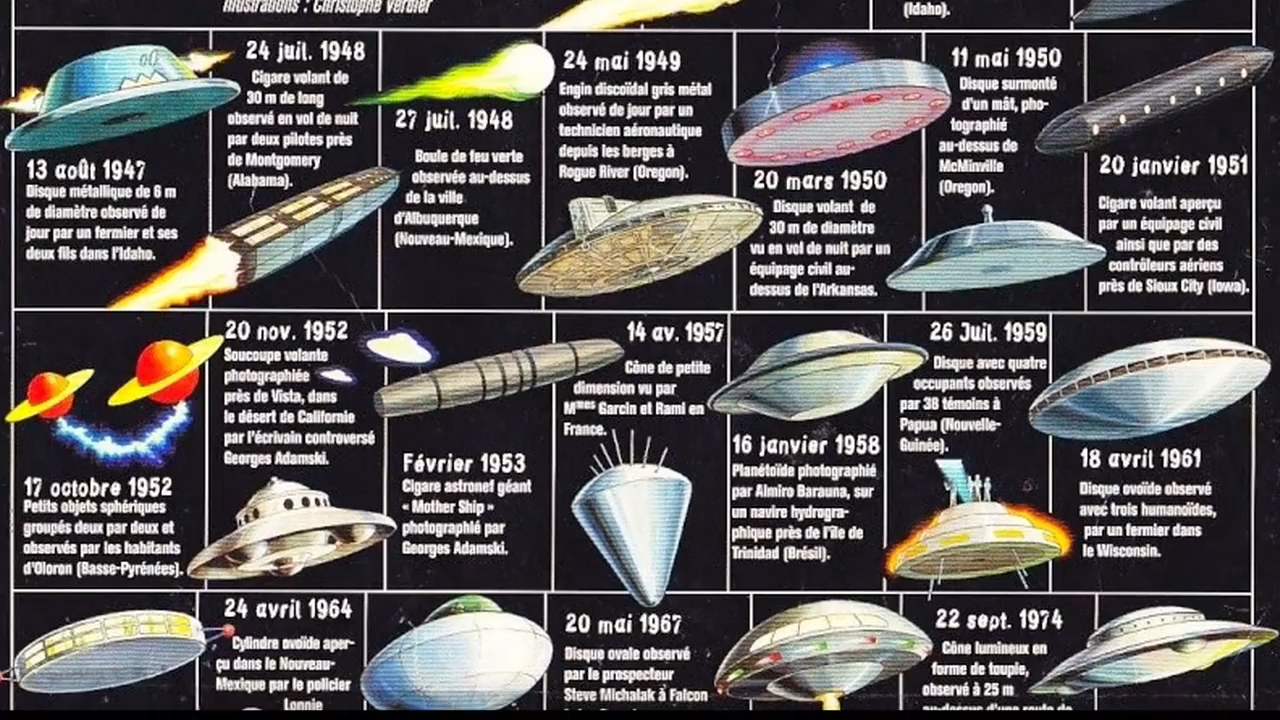 Illustrations : Christophe Verdier
(Idaho).
13 août 1947
Disque métallique de 6 m
de diamètre observé de
jour par un fermier et ses
deux fils dans l'Idaho.
24 juil. 1948
Cigare volant de
30 m de long
observé en vol de nuit
par deux pilotes près
de Montgomery
(Alabama).
27 juil. 1948
Boule de feu verte
observée au-dessus
de la ville
d'Albuquerque
(Nouveau-Mexique).
24 mai 1949
Engin discoïdal gris métal
observé de jour par un
technicien aéronautique
depuis les berges à
Rogue River (Oregon).
20 mars 1950
Disque volant de
30 m de diamètre
vu en vol de nuit par un
équipage civil au-
dessus de l'Arkansas.
11 mai 1950
Disque surmonté
d'un mât, pho-
tographié
au-dessus de
McMinville
(Oregon).
20 janvier 1951
Cigare volant aperçu
par un équipage civil
ainsi que par des
contrôleurs aériens
près de Sioux City (Iowa).
17 octobre 1952
Petits objets sphériques
groupés deux par deux et
observés par les habitants
d'Oloron (Basse-Pyrénées).
20 nov. 1952
Soucoupe volante
photographiée
près de Vista, dans
le désert de Californie
par l'écrivain controversé
Georges Adamski.
Février 1953
Cigare astronef géant
« Mother Ship »
photographié par
Georges Adamski.
14 av. 1957
Cône de petite
dimension vu par
Mmes Garcin et Rami en
France.
16 janvier 1958
Planétoïde photographié
par Almiro Barauna, sur
un navire hydrogra-
phique près de l'île de
Trinidad (Brésil).
26 Juil. 1959
Disque avec quatre
occupants observés
par 38 témoins à
Papua (Nouvelle-
Guinée).
18 avril 1961
Disque ovoïde observé
avec trois humanoïdes,
par un fermier dans
le Wisconsin.
24 avril 1964
Cylindre ovoïde aper-
çu dans le Nouveau-
Mexique par le policier
Lonnie
20 mai 1967
Disque ovale observé
par le prospecteur
Steve Michalak à Falcon
22 sept. 1974
Cône lumineux en
forme de toupie,
observé à 25 m
au-dessus d'une route de